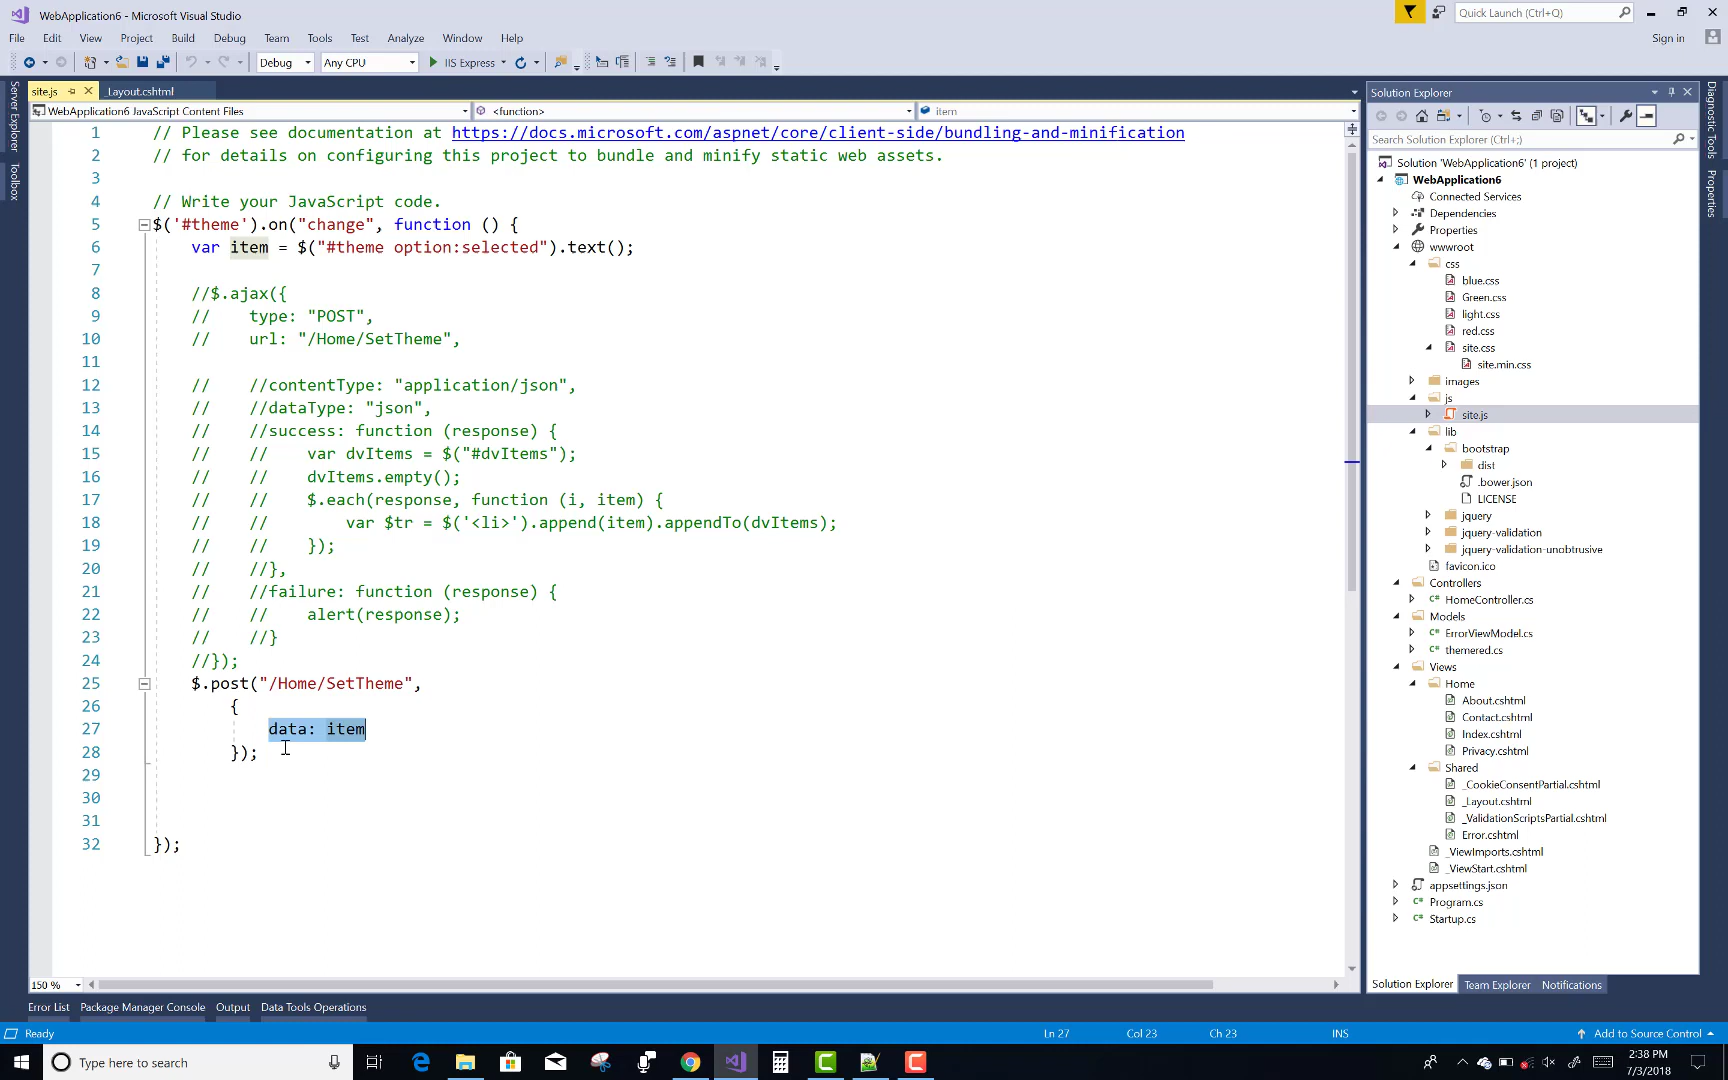 WebApplication6 - Microsoft Visual Studio
Quick Launch (Ctrl+Q)
File Edit View Project Build Debug Team Tools Test Analyze Window Help
Sign in
Debug Any CPU IIS Express
site.js _Layout.cshtml
WebApplication6 JavaScript Content Files <function> item
1 // Please see documentation at https://docs.microsoft.com/aspnet/core/client-side/bundling-and-minification
2 // for details on configuring this project to bundle and minify static web assets.
3
4 // Write your JavaScript code.
5 $('#theme').on("change", function () {
6 var item = $("#theme option:selected").text();
7
8 //$.ajax({
9 // type: "POST",
10 // url: "/Home/SetTheme",
11
12 // //contentType: "application/json",
13 // //dataType: "json",
14 // //success: function (response) {
15 // // var dvItems = $("#dvItems");
16 // // dvItems.empty();
17 // // $.each(response, function (i, item) {
18 // // var $tr = $('<li>').append(item).appendTo(dvItems);
19 // // });
20 // //},
21 // //failure: function (response) {
22 // // alert(response);
23 // //}
24 //});
25 $.post("/Home/SetTheme",
26 {
27 data: item
28 });
29
30
31
32 });
150 %
Server Explorer
Toolbox
Solution Explorer
Search Solution Explorer (Ctrl+;)
Solution 'WebApplication6' (1 project)
WebApplication6
Connected Services
Dependencies
Properties
wwwroot
css
blue.css
Green.css
light.css
red.css
site.css
site.min.css
images
js
site.js
lib
bootstrap
dist
.bower.json
LICENSE
jquery
jquery-validation
jquery-validation-unobtrusive
favicon.ico
Controllers
HomeController.cs
Models
ErrorViewModel.cs
themered.cs
Views
Home
About.cshtml
Contact.cshtml
Index.cshtml
Privacy.cshtml
Shared
_CookieConsentPartial.cshtml
_Layout.cshtml
_ValidationScriptsPartial.cshtml
Error.cshtml
_ViewImports.cshtml
_ViewStart.cshtml
appsettings.json
Program.cs
Startup.cs
Solution Explorer Team Explorer Notifications
Diagnostic Tools
Properties
Error List Package Manager Console Output Data Tools Operations
Ready Ln 27 Col 23 Ch 23 INS Add to Source Control
Type here to search
2:38 PM
7/3/2018